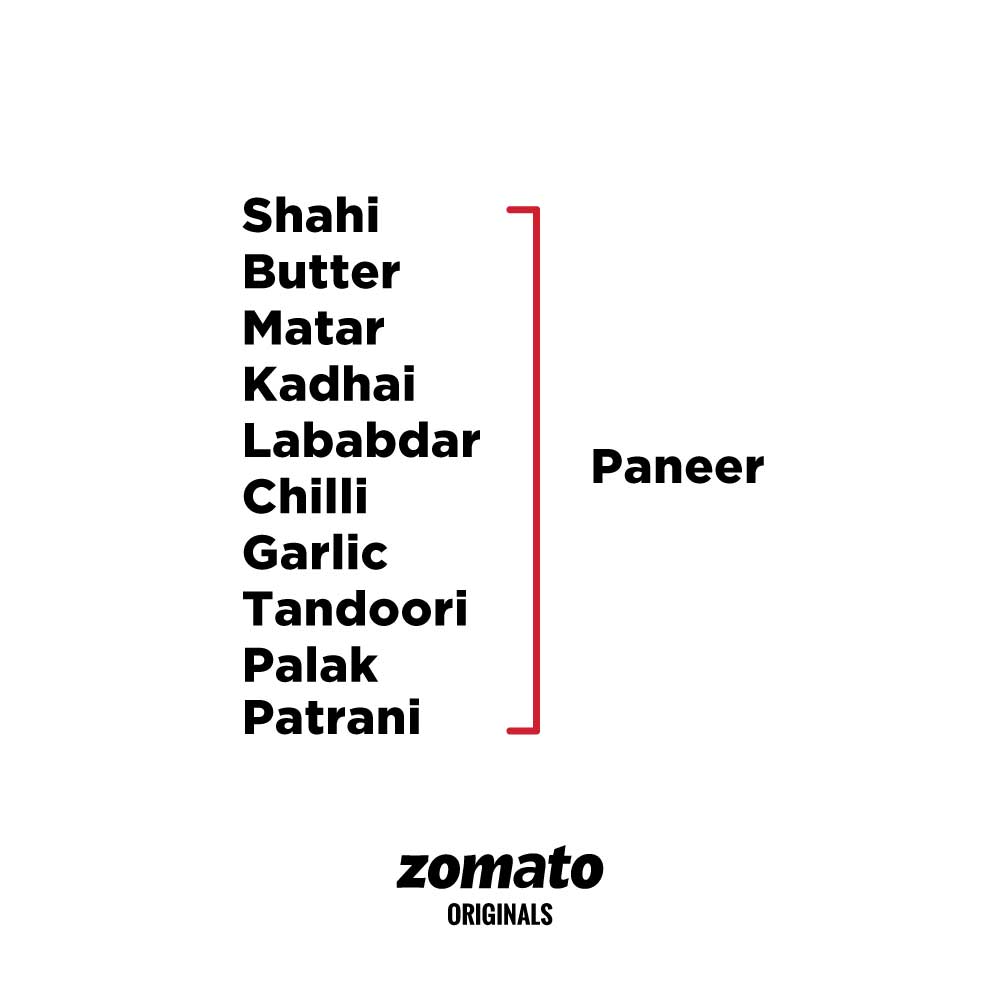 Shahi
Butter
Matar
Kadhai
Lababdar
Chilli
Garlic
Tandoori
Palak
Patrani
Paneer
zomato
ORIGINALS